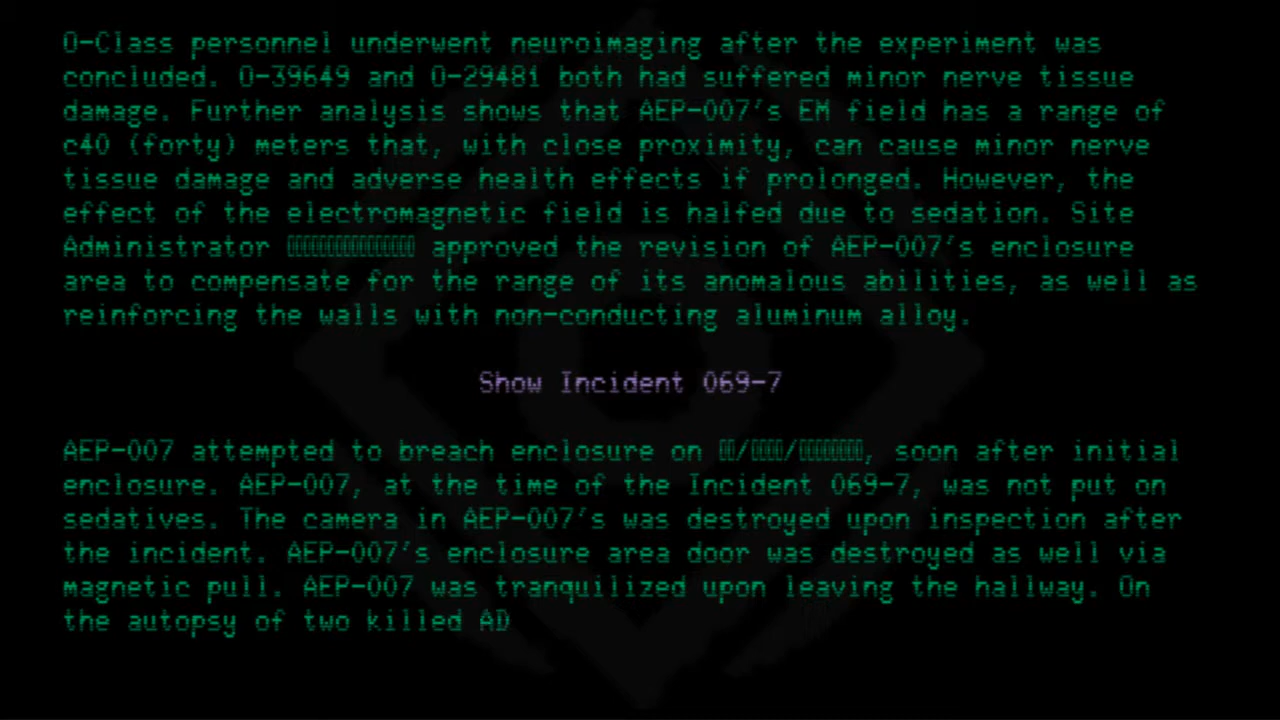 O-Class personnel underwent neuroimaging after the experiment was
concluded. O-39649 and O-29481 both had suffered minor nerve tissue
damage. Further analysis shows that AEP-007's EM field has a range of
c40 (forty) meters that, with close proximity, can cause minor nerve
tissue damage and adverse health effects if prolonged. However, the
effect of the electromagnetic field is halfed due to sedation. Site
Administrator ▯▯▯▯▯▯▯▯▯▯▯▯▯▯▯▯ approved the revision of AEP-007's enclosure
area to compensate for the range of its anomalous abilities, as well as
reinforcing the walls with non-conducting aluminum alloy.
Show Incident 069-7
AEP-007 attempted to breach enclosure on ▯▯/▯▯▯▯/▯▯▯▯▯▯▯▯, soon after initial
enclosure. AEP-007, at the time of the Incident 069-7, was not put on
sedatives. The camera in AEP-007's was destroyed upon inspection after
the incident. AEP-007's enclosure area door was destroyed as well via
magnetic pull. AEP-007 was tranquilized upon leaving the hallway. On
the autopsy of two killed AD